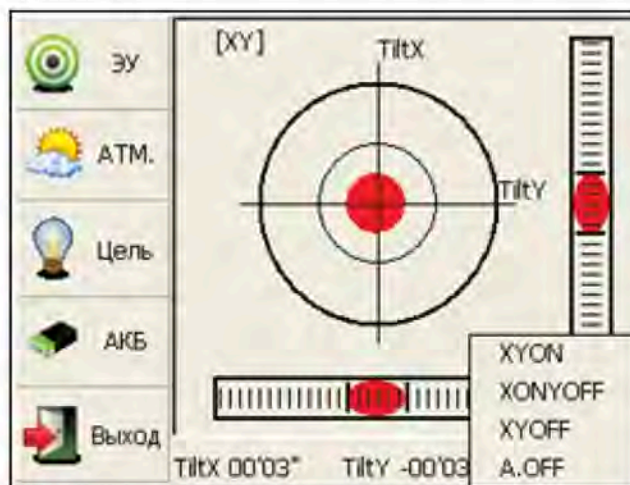 ЭУ
АТМ.
Цель
АКБ
Выход
[XY]
TiltX
TiltY
TiltX 00'03" TiltY -00'03
XYON
XONYOFF
XYOFF
A.OFF